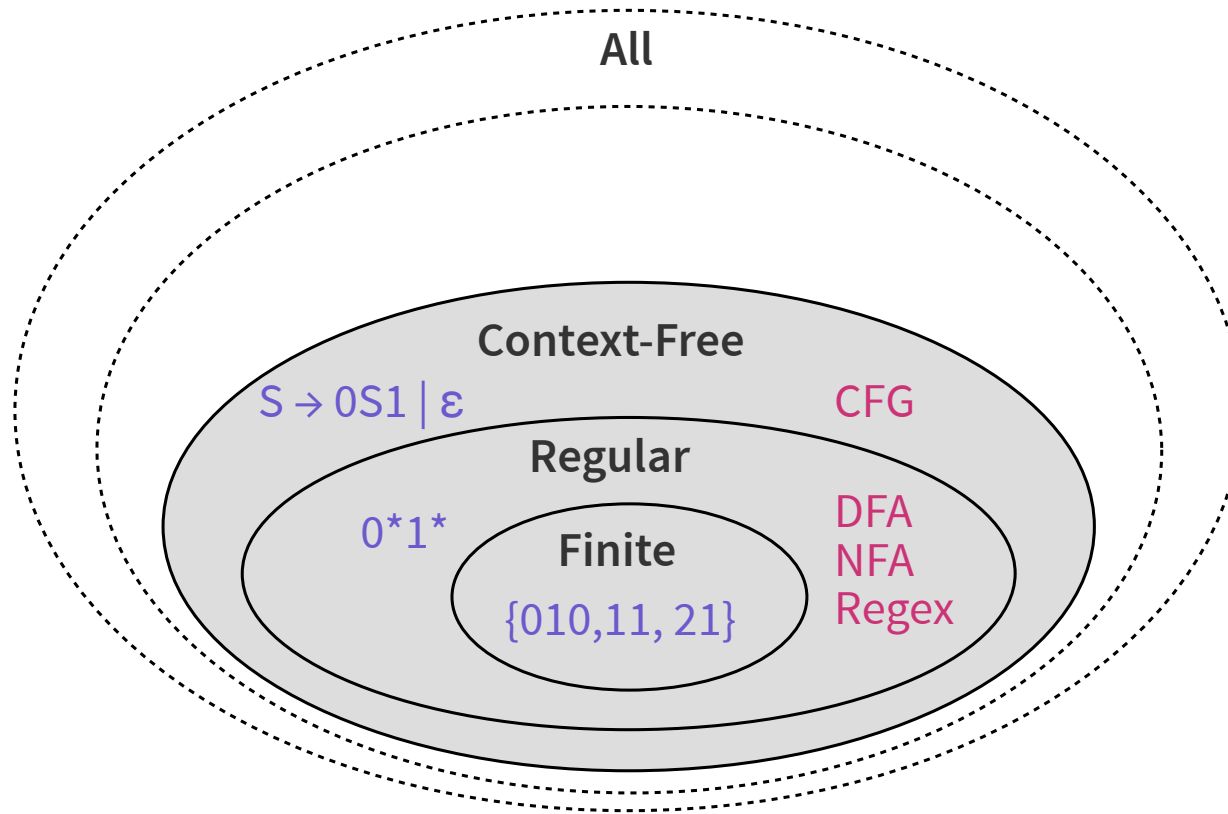 All
Context-Free
S → 0S1 | ε
CFG
Regular
0*1*
DFA
NFA
Regex
Finite
{010,11, 21}